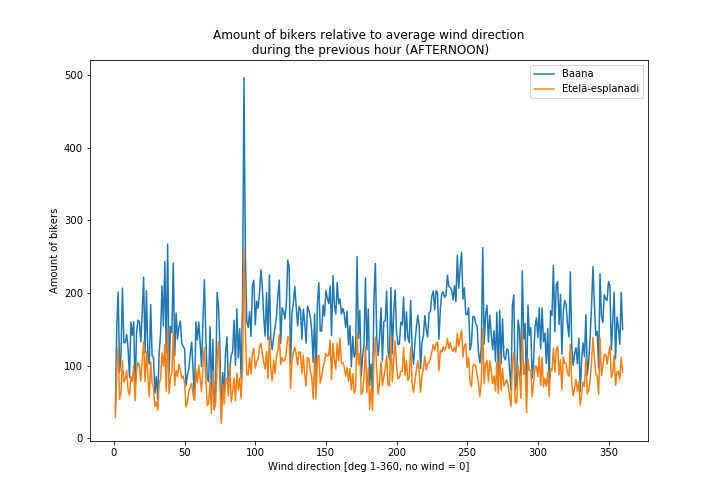 Amount of bikers relative to average wind direction
during the previous hour (AFTERNOON)
Baana
Etelä-esplanadi
500
400
300
200
100
0
Amount of bikers
0 50 100 150 200 250 300 350
Wind direction [deg 1-360, no wind = 0]